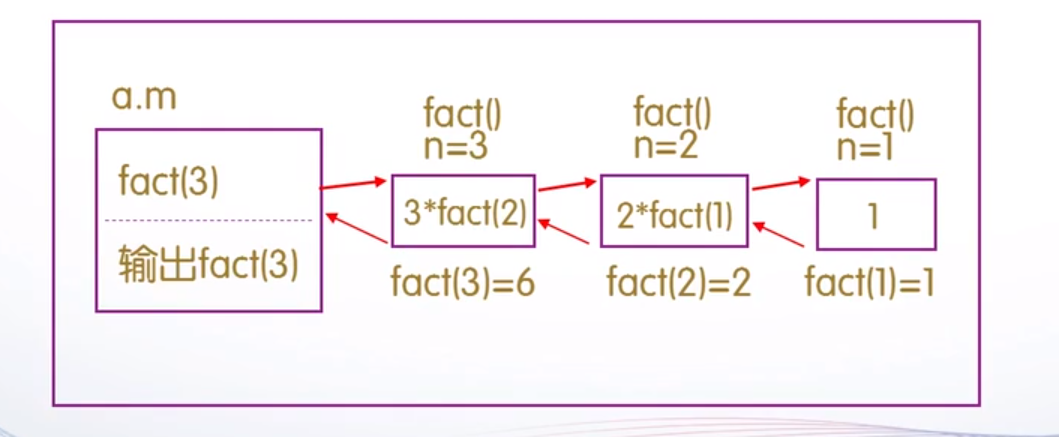 a.m
fact(3)
输出fact(3)
fact()
n=3
3*fact(2)
fact(3)=6
fact()
n=2
2*fact(1)
fact(2)=2
fact()
n=1
1
fact(1)=1